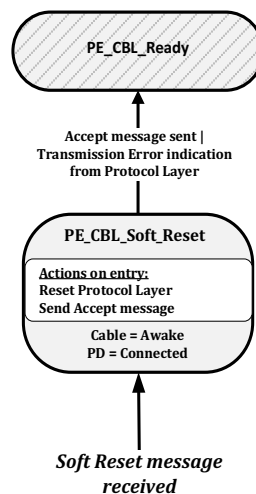 PE_CBL_Ready
Accept message sent |
Transmission Error indication
from Protocol Layer
PE_CBL_Soft_Reset
Actions on entry:
Reset Protocol Layer
Send Accept message
Cable = Awake
PD = Connected
Soft Reset message
received